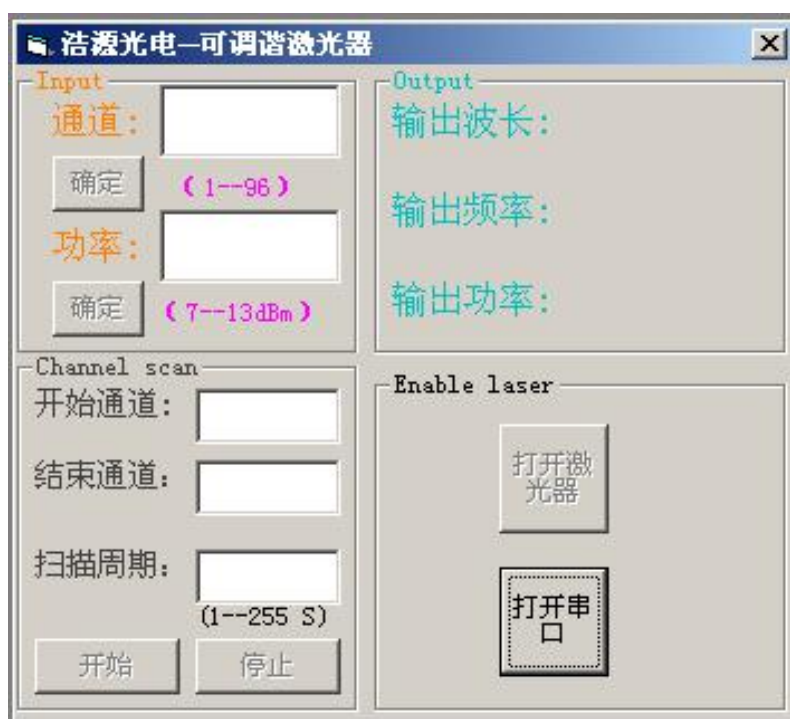 浩源光电—可调谐激光器
Input
通道:
确定
(1--96)
功率:
确定
(7--13dBm)
Output
输出波长:
输出频率:
输出功率:
Channel scan
开始通道:
结束通道:
扫描周期:
(1--255 S)
开始
停止
Enable laser
打开激
光器
打开串
口